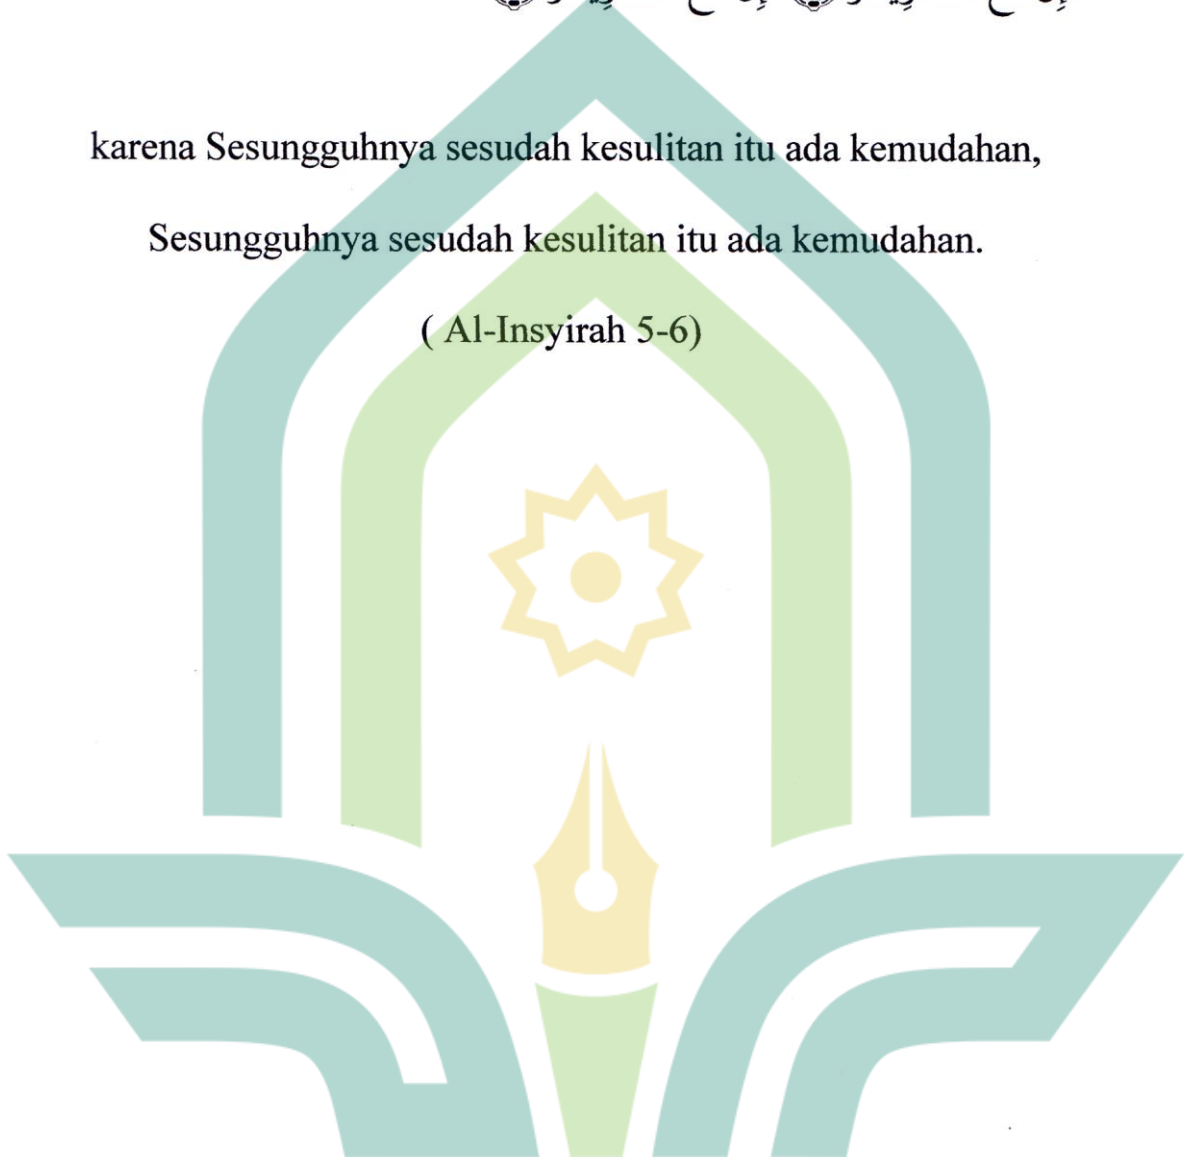 karena Sesungguhnya sesudah kesulitan itu ada kemudahan,
Sesungguhnya sesudah kesulitan itu ada kemudahan.
( Al-Insyirah 5-6)